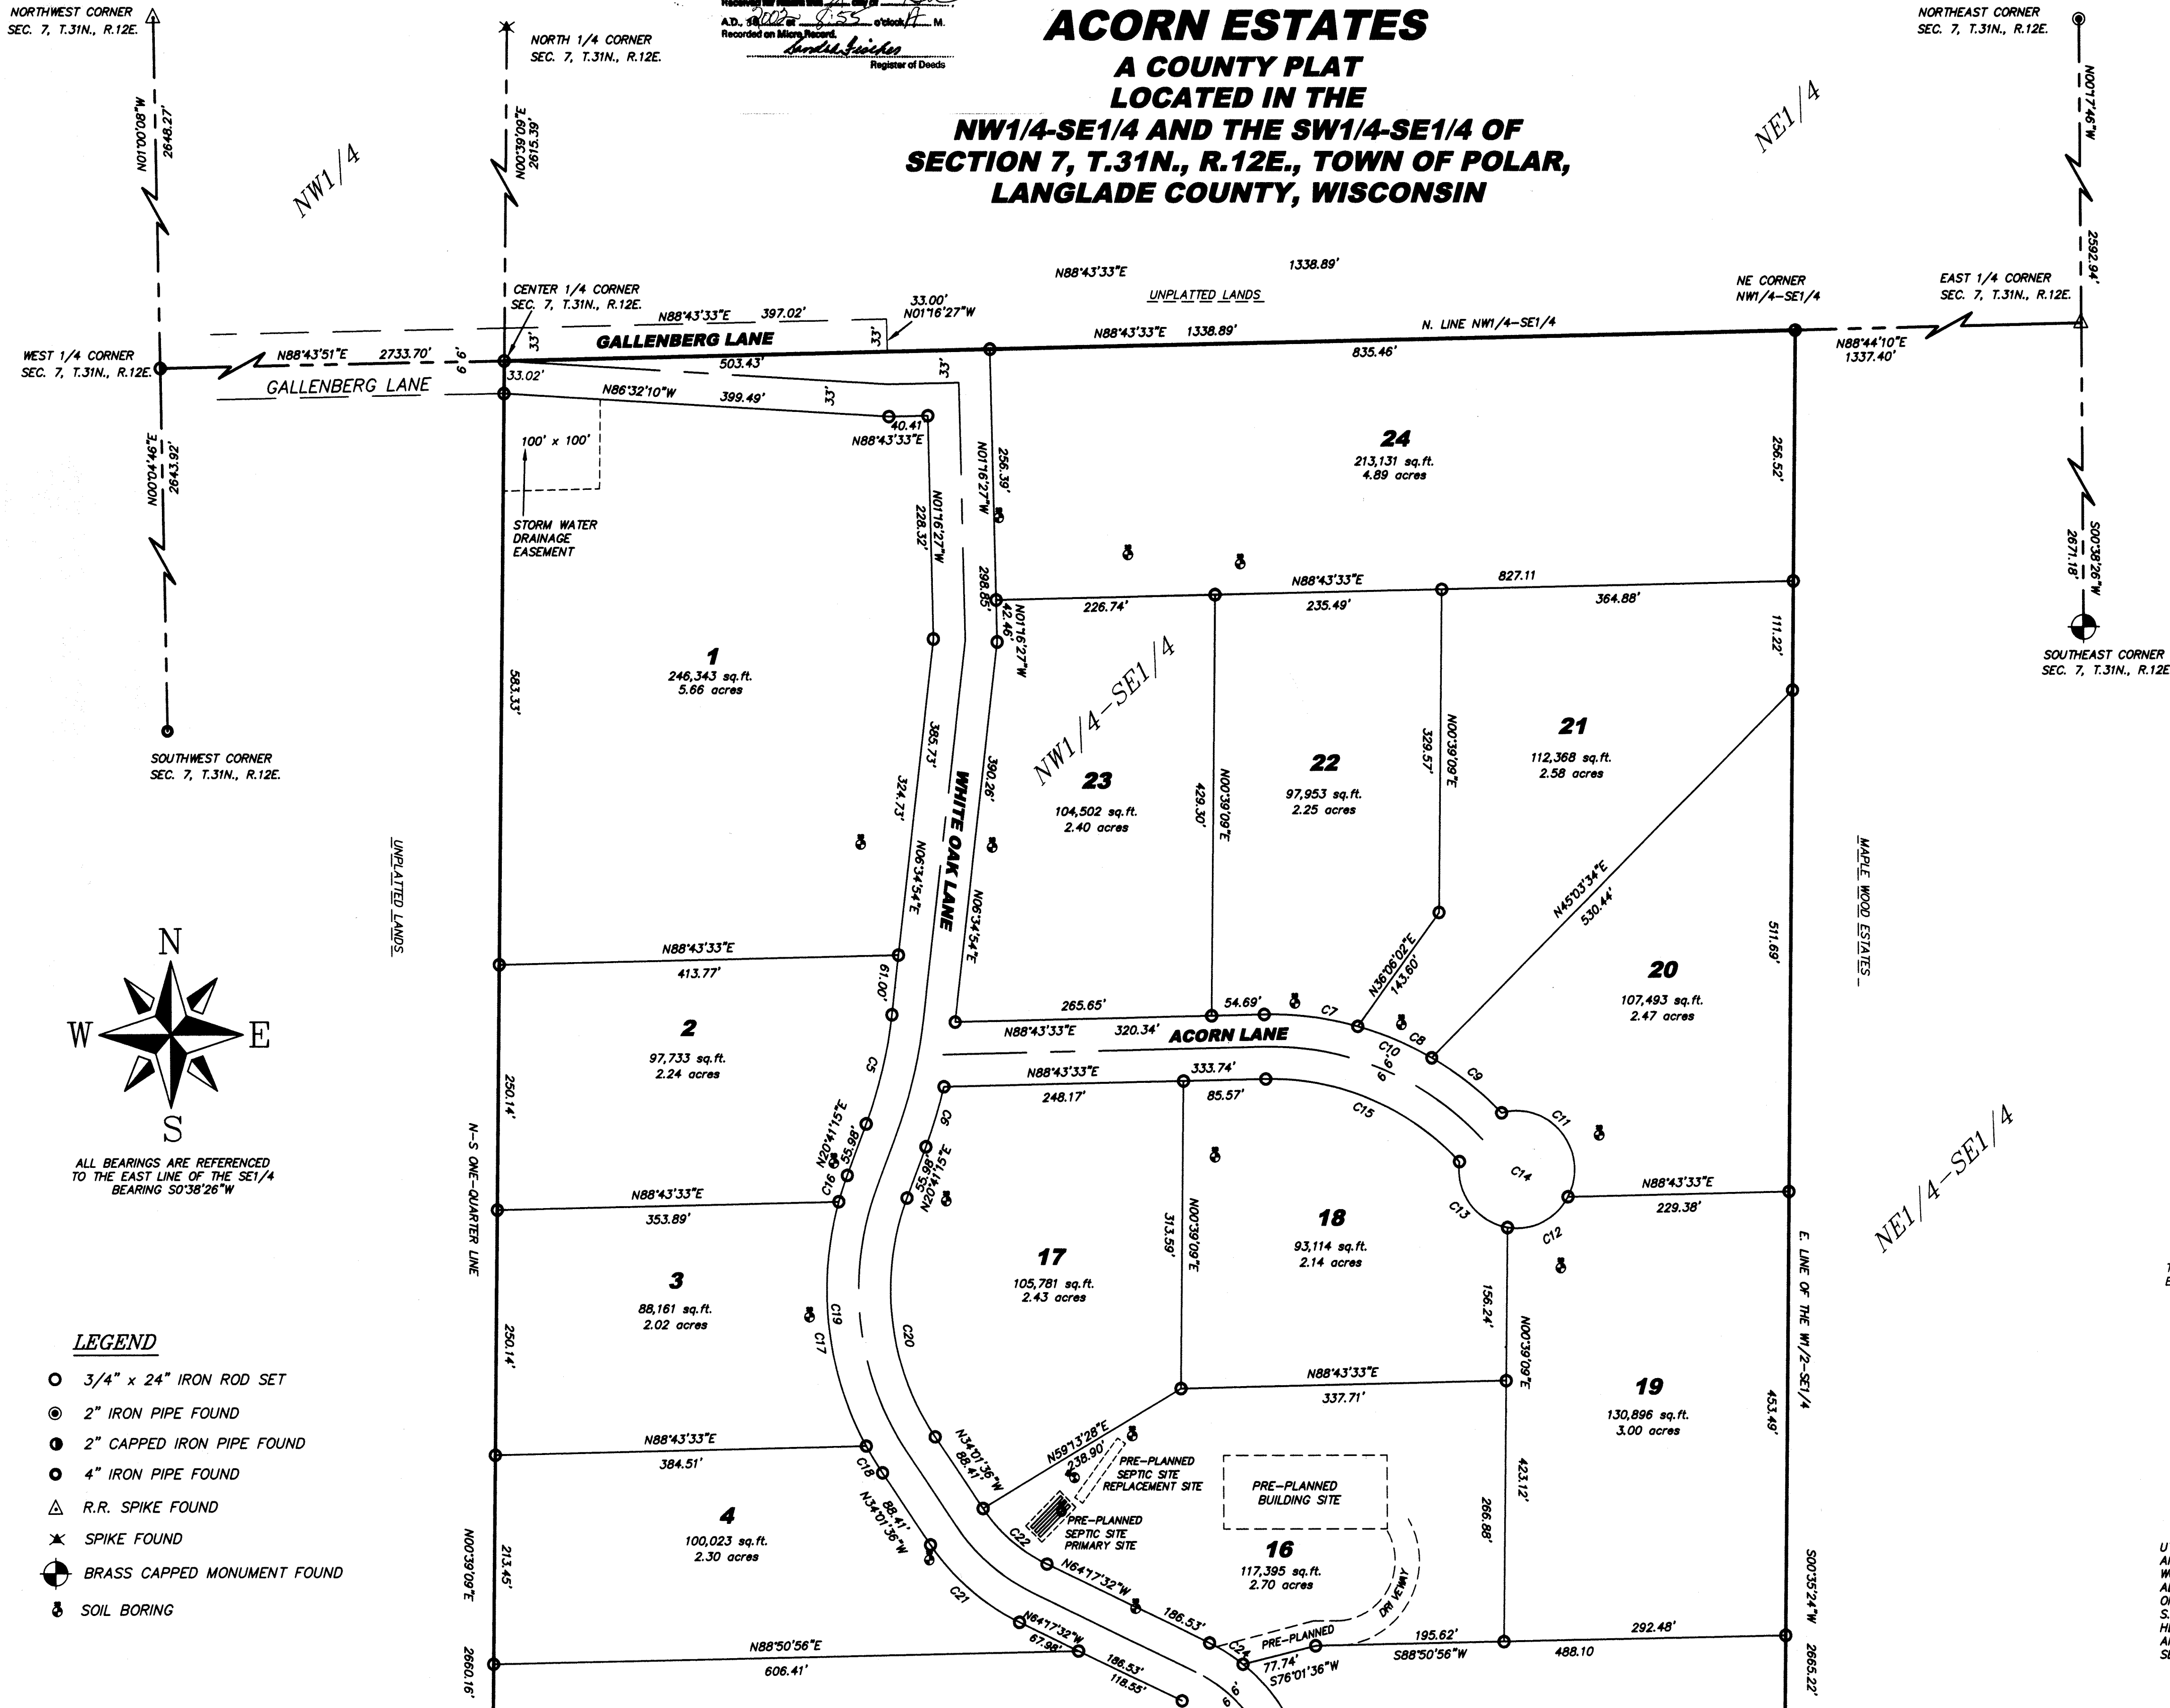 NORTHWEST CORNER
SEC. 7, T.31N., R.12E.
NORTH 1/4 CORNER
SEC. 7, T.31N., R.12E.
A.D., 2002 at 8:55 o'clock A M.
Recorded on Micro Record.
Sandra Fischer
Register of Deeds
ACORN ESTATES
A COUNTY PLAT
LOCATED IN THE
NW1/4-SE1/4 AND THE SW1/4-SE1/4 OF
SECTION 7, T.31N., R.12E., TOWN OF POLAR,
LANGLADE COUNTY, WISCONSIN
NORTHEAST CORNER
SEC. 7, T.31N., R.12E.
N01°00'08"W
2648.27'
NW1/4
N00°39'09"E
2615.39'
NE1/4
N00°17'46"W
2592.94'
CENTER 1/4 CORNER
SEC. 7, T.31N., R.12E.
N88°43'33"E 397.02'
33.00'
N01°16'27"W
33'
33'
N88°43'33"E 1338.89'
UNPLATTED LANDS
NE CORNER
NW1/4-SE1/4
EAST 1/4 CORNER
SEC. 7, T.31N., R.12E.
WEST 1/4 CORNER
SEC. 7, T.31N., R.12E.
N88°43'51"E 2733.70'
.9'
.9'
GALLENBERG LANE
GALLENBERG LANE
503.43'
33'
N88°43'33"E 1338.89'
N. LINE NW1/4-SE1/4
835.46'
N88°44'10"E
1337.40'
33.02'
N86°32'10"W 399.49'
33'
40.41
N88°43'33"E
100' x 100'
STORM WATER
DRAINAGE
EASEMENT
N00°04'46"E
2643.92'
SOUTHWEST CORNER
SEC. 7, T.31N., R.12E.
S00°38'26"W
2671.18'
SOUTHEAST CORNER
SEC. 7, T.31N., R.12E
N01°16'27"W
228.32'
256.39'
N01°16'27"W
298.85'
42.46'
N01°16'27"W
24
213,131 sq.ft.
4.89 acres
256.52'
N88°43'33"E 827.11
226.74'
235.49'
364.88'
111.22'
1
246,343 sq.ft.
5.66 acres
583.33'
385.73'
324.73'
N06°34'54"E
WHITE OAK LANE
390.26'
N06°34'54"E
NW1/4-SE1/4
23
104,502 sq.ft.
2.40 acres
429.30'
N00°39'09"E
22
97,953 sq.ft.
2.25 acres
329.57'
N00°39'09"E
21
112,368 sq.ft.
2.58 acres
N45°03'34"E
530.44'
N36°06'02"E
143.60'
20
107,493 sq.ft.
2.47 acres
511.69'
UNPLATTED LANDS
MAPLE WOOD ESTATES
N
W E
S
ALL BEARINGS ARE REFERENCED
TO THE EAST LINE OF THE SE1/4
BEARING S0°38'26"W
N88°43'33"E
413.77'
61.00'
2
97,733 sq.ft.
2.24 acres
250.14'
C5
N20°41'15"E
55.98'
C16
C6
55.98'
N20°41'15"E
265.65'
54.69'
N88°43'33"E 320.34'
ACORN LANE
N88°43'33"E 333.74'
248.17'
85.57'
C7
C8
C10
66'
C9
C11
C15
C14
C13
C12
N88°43'33"E
229.38'
N88°43'33"E
353.89'
N-S ONE-QUARTER LINE
3
88,161 sq.ft.
2.02 acres
250.14'
C19
C17
C20
17
105,781 sq.ft.
2.43 acres
313.59'
N00°39'09"E
18
93,114 sq.ft.
2.14 acres
156.24'
N00°39'09"E
NE1/4-SE1/4
E. LINE OF THE W1/2-SE1/4
N88°43'33"E
337.71'
19
130,896 sq.ft.
3.00 acres
453.49'
LEGEND
3/4" x 24" IRON ROD SET
2" IRON PIPE FOUND
2" CAPPED IRON PIPE FOUND
4" IRON PIPE FOUND
R.R. SPIKE FOUND
SPIKE FOUND
BRASS CAPPED MONUMENT FOUND
SOIL BORING
N88°43'33"E
384.51'
C18
88.41'
N34°01'36"W
N34°01'36"W
88.41'
N59°13'28"E
238.90'
PRE-PLANNED
SEPTIC SITE
REPLACEMENT SITE
PRE-PLANNED
SEPTIC SITE
PRIMARY SITE
PRE-PLANNED
BUILDING SITE
423.12'
266.88'
4
100,023 sq.ft.
2.30 acres
N00°39'09"E
213.45'
2660.16'
C21
C22
16
117,395 sq.ft.
2.70 acres
N64°17'32"W
186.53'
C24
PRE-PLANNED
DRIVEWAY
77.74'
S76°01'36"W
195.62'
S88°50'56"W
488.10
292.48'
S00°35'24"W 2665.22'
N64°17'32"W
67.98'
186.53'
118.55'
66'
N88°50'56"E
606.41'